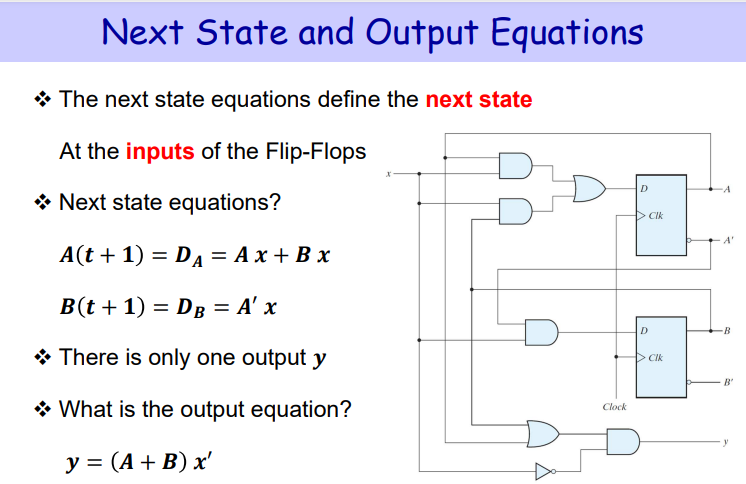 Next State and Output Equations
❖ The next state equations define the next state
At the inputs of the Flip-Flops
❖ Next state equations?
A(t + 1) = D_A = A x + B x
B(t + 1) = D_B = A′ x
❖ There is only one output y
❖ What is the output equation?
y = (A + B) x′
x
D
A
Clk
A'
D
B
Clk
B'
Clock
y